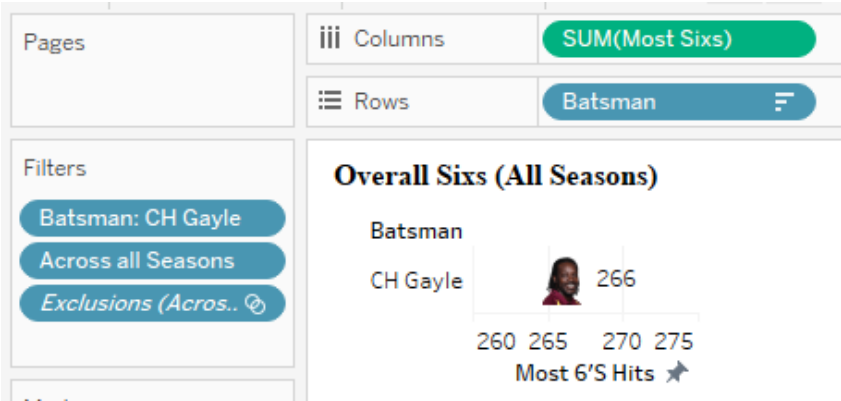 Pages
Columns
SUM(Most Sixs)
Rows
Batsman
Filters
Batsman: CH Gayle
Across all Seasons
Exclusions (Acros..
Overall Sixs (All Seasons)
Batsman
CH Gayle
266
260 265 270 275
Most 6'S Hits